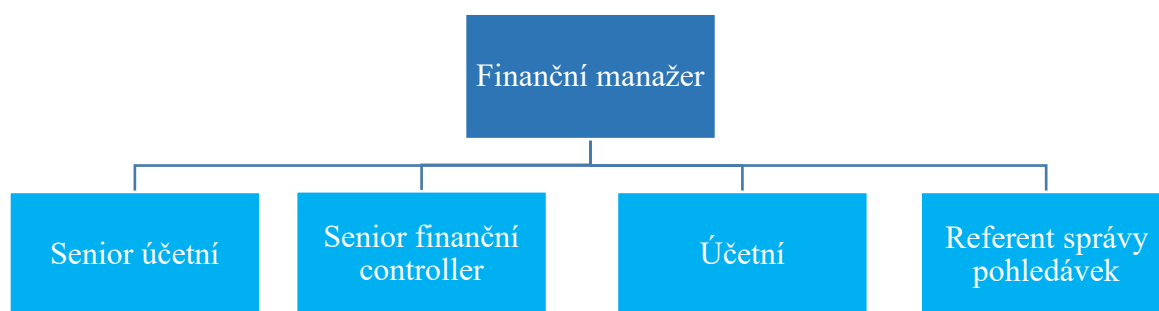 Finanční manažer
Senior účetní
Senior finanční
controller
Účetní
Referent správy
pohledávek